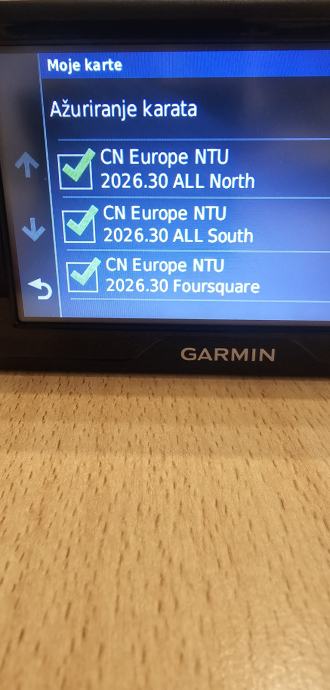 Moje karte
Ažuriranje karata
CN Europe NTU
2026.30 ALL North
CN Europe NTU
2026.30 ALL South
CN Europe NTU
2026.30 Foursquare
GARMIN